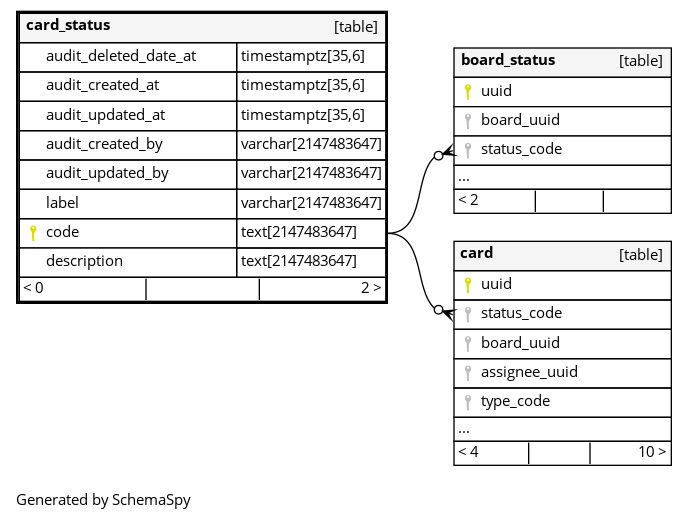 card_status [table]
audit_deleted_date_at timestamptz[35,6]
audit_created_at timestamptz[35,6]
audit_updated_at timestamptz[35,6]
audit_created_by varchar[2147483647]
audit_updated_by varchar[2147483647]
label varchar[2147483647]
code text[2147483647]
description text[2147483647]
< 0 2 >
board_status [table]
uuid
board_uuid
status_code
...
< 2
card [table]
uuid
status_code
board_uuid
assignee_uuid
type_code
...
< 4 10 >
Generated by SchemaSpy